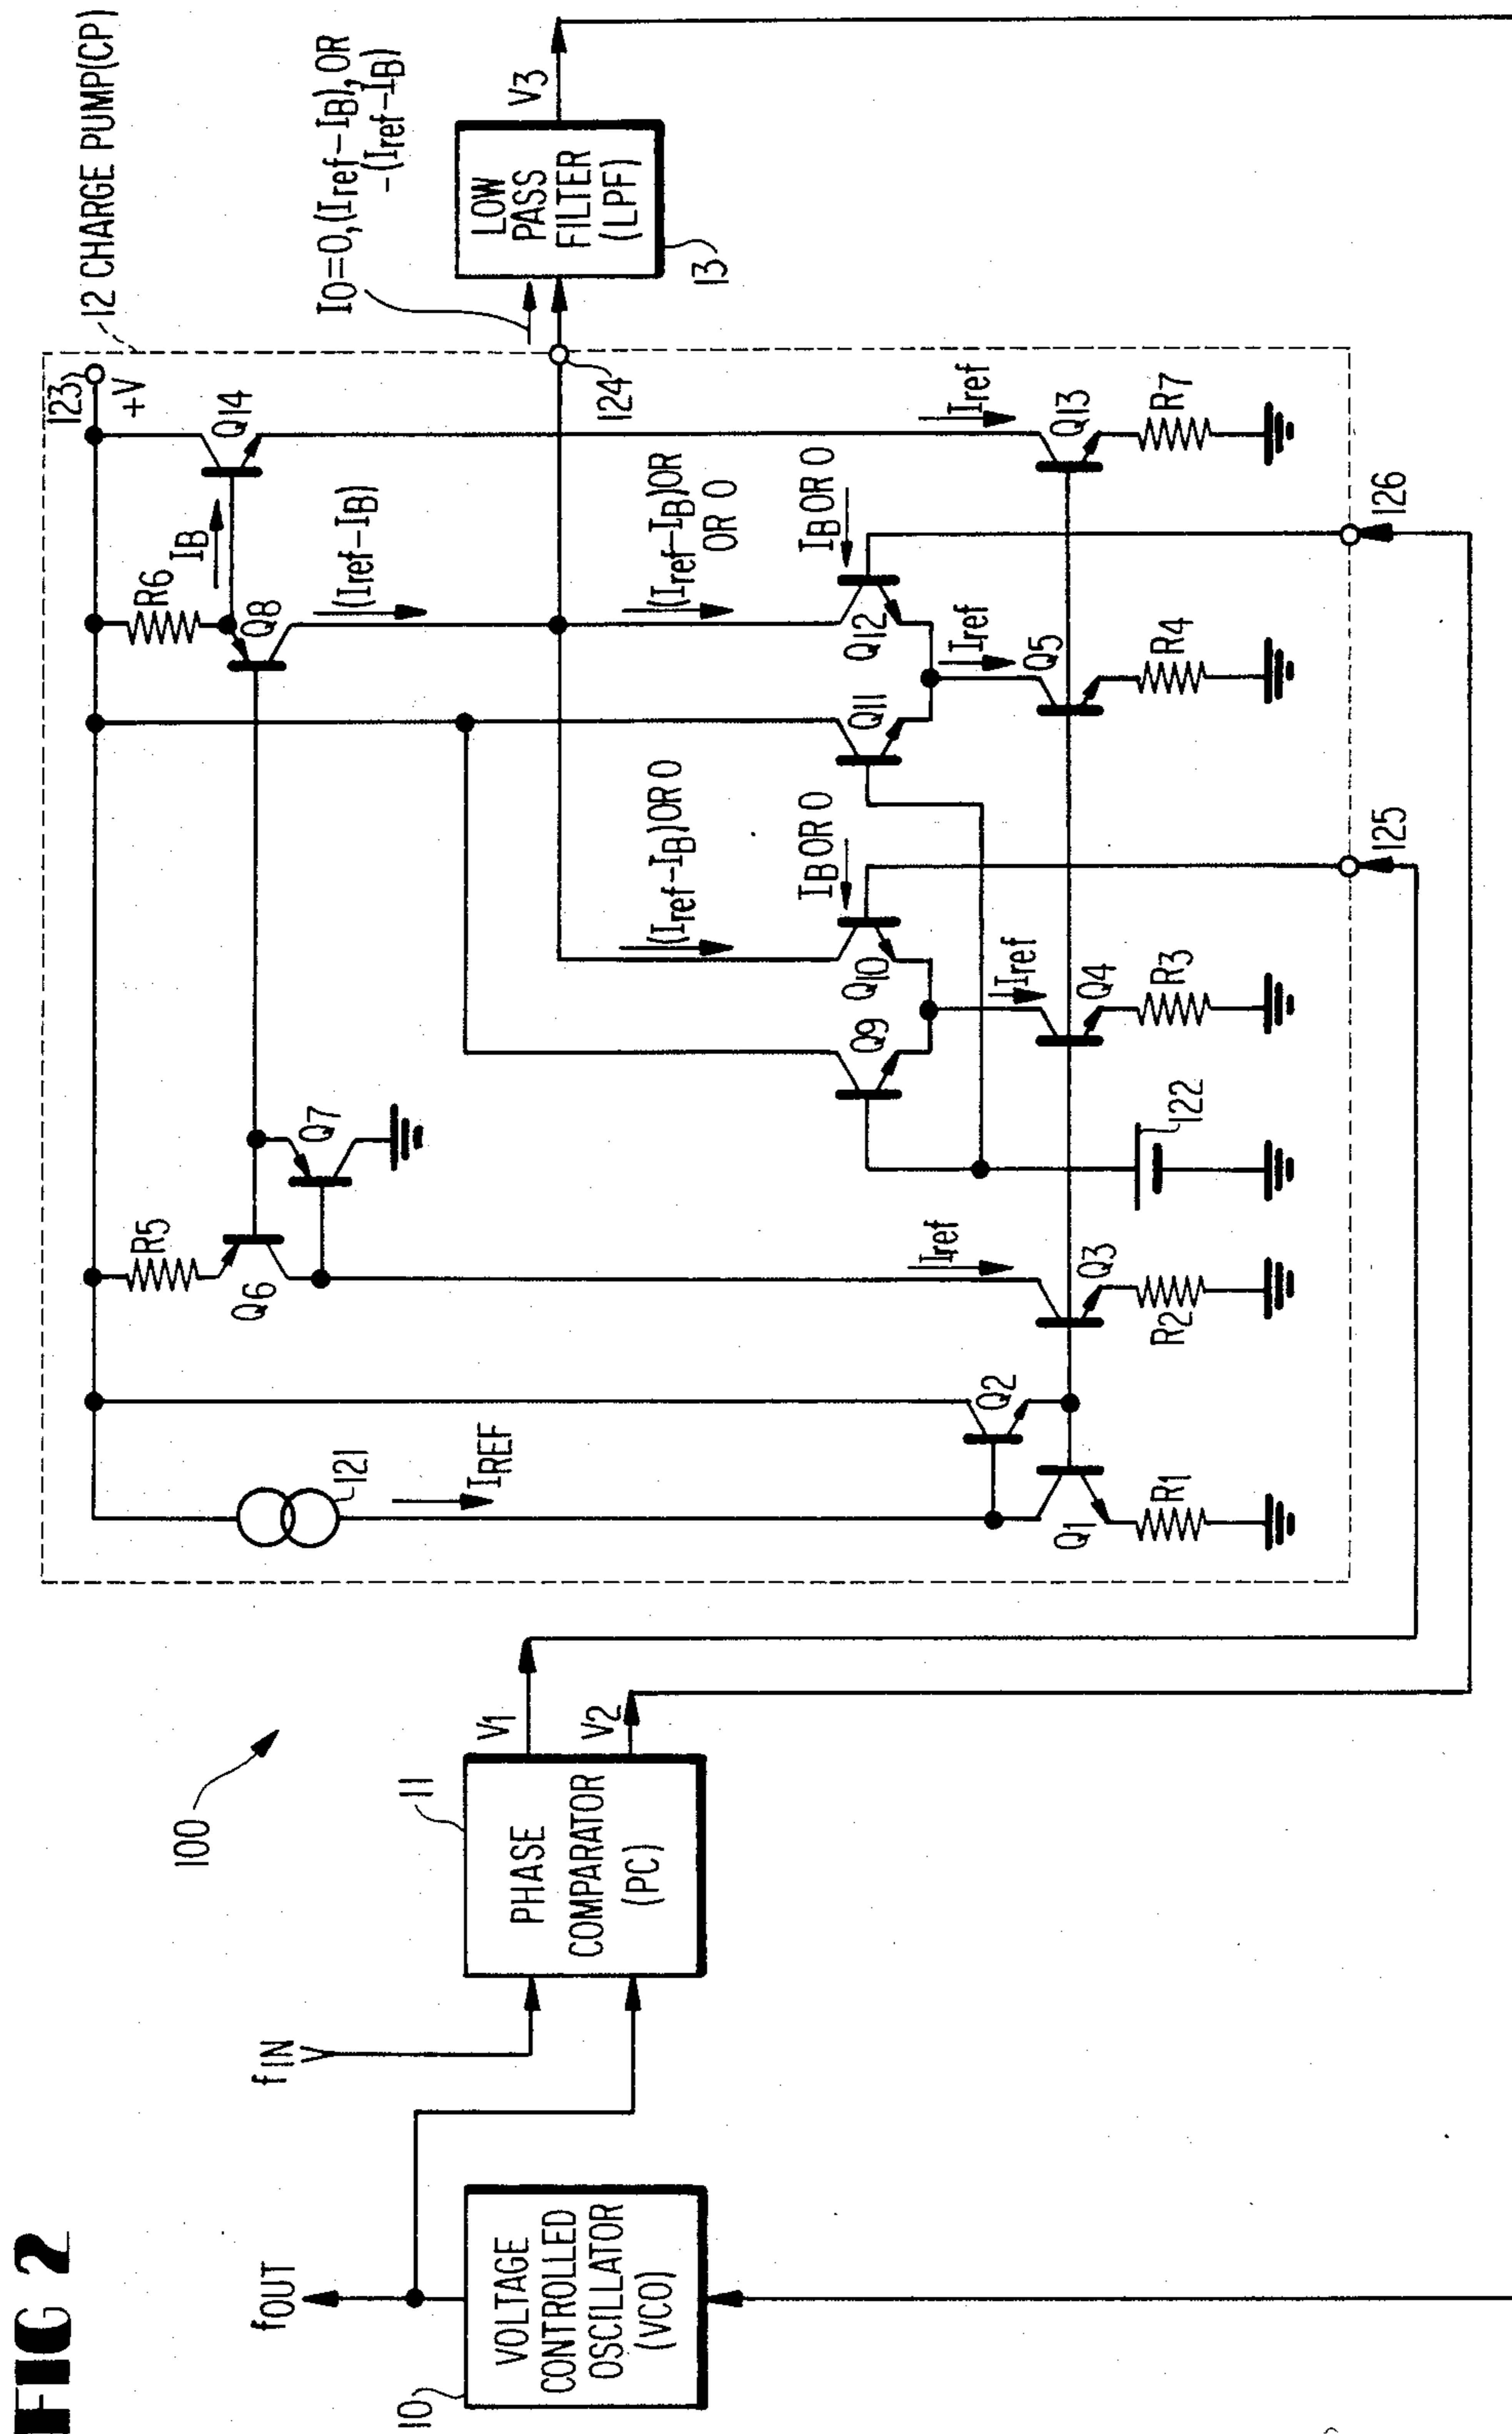 FIG 2
100
fOUT
fIN
10
VOLTAGE
CONTROLLED
OSCILLATOR
(VCO)
11
PHASE
COMPARATOR
(PC)
V1
V2
12 CHARGE PUMP(CP)
123
+V
121
IREF
Q1
R1
Q2
Q3
R2
Iref
R5
Q6
Q7
122
Q9
Q10
(Iref-IB)OR 0
IB OR 0
Iref
Q4
R3
125
Q11
Q12
(Iref-IB)OR
OR 0
IB OR 0
Iref
Q5
R4
126
R6
Q8
IB
(Iref-IB)
Q14
Iref
Q13
R7
124
IO=0,(Iref-IB),OR
-(Iref-IB)
LOW
PASS
FILTER
(LPF)
13
V3